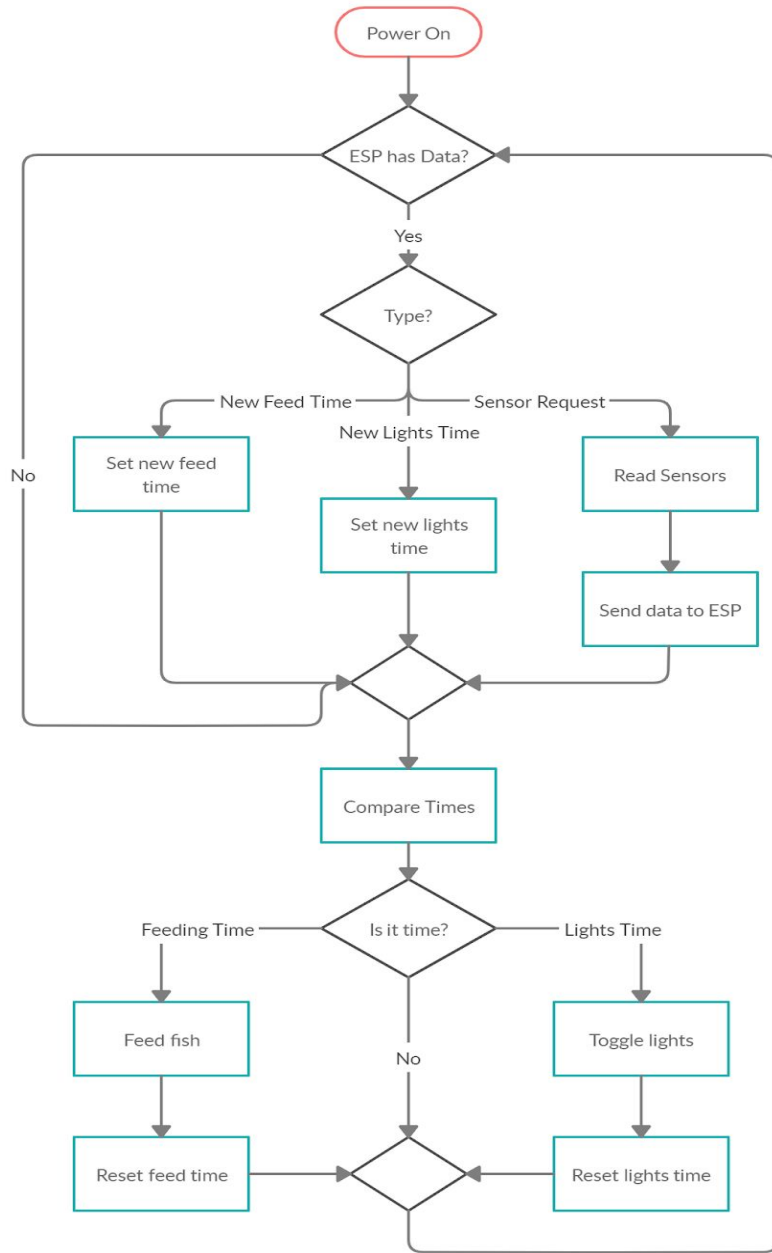 Power On
ESP has Data?
Yes
Type?
New Feed Time
Sensor Request
New Lights Time
No
Set new feed
time
Read Sensors
Set new lights
time
Send data to ESP
Compare Times
Feeding Time
Is it time?
Lights Time
Feed fish
No
Toggle lights
Reset feed time
Reset lights time